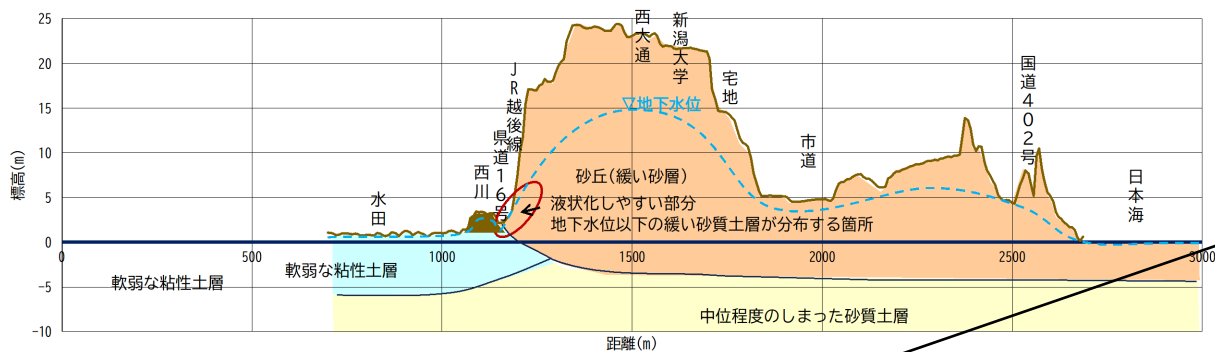 25
20
15
10
5
0
-5
-10
標高(m)
0
500
1000
1500
2000
2500
3000
距離(m)
水田
西川
県道16号
JR越後線
西大通
新潟大学
宅地
市道
国道402号
日本海
▽地下水位
砂丘(緩い砂層)
液状化しやすい部分
地下水位以下の緩い砂質土層が分布する箇所
軟弱な粘性土層
軟弱な粘性土層
中位程度のしまった砂質土層